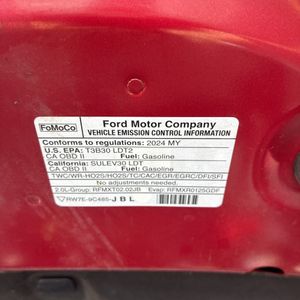 FoMoCo
Ford Motor Company
VEHICLE EMISSION CONTROL INFORMATION
Conforms to regulations: 2024 MY
U.S. EPA: T3B30 LDT2
CA OBD II Fuel: Gasoline
California: SULEV30 LDT
CA OBD II Fuel: Gasoline
TWC/WR-HO2S/HO2S/TC/CAC/EGR/EGRC/DFI/SFI
No adjustments needed.
2.0L-Group: RFMXT02.02JB Evap: RFMXR0125GDF
RW7E-9C485-JBL